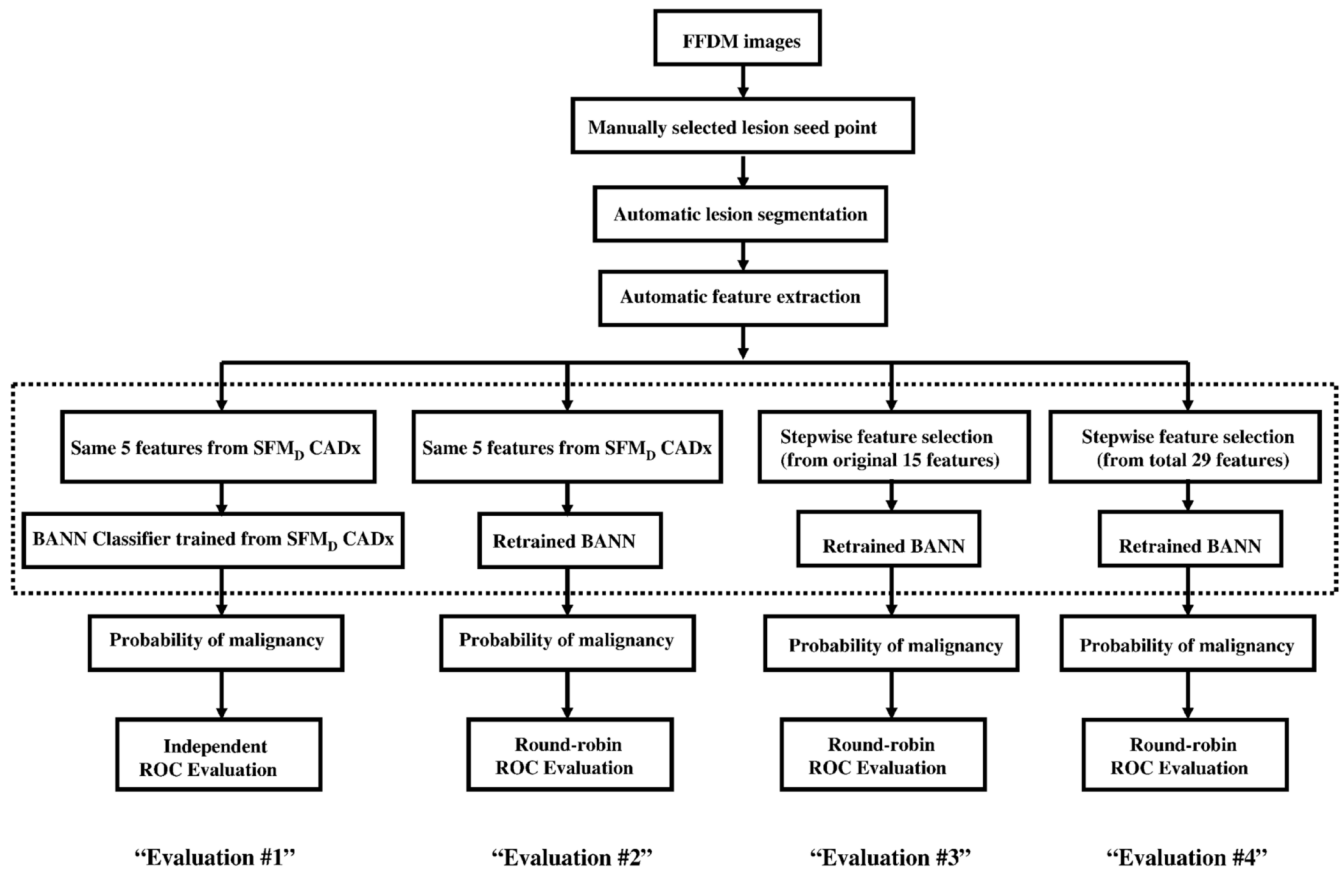 FFDM images
Manually selected lesion seed point
Automatic lesion segmentation
Automatic feature extraction
Same 5 features from SFM_D CADx
Same 5 features from SFM_D CADx
Stepwise feature selection
(from original 15 features)
Stepwise feature selection
(from total 29 features)
BANN Classifier trained from SFM_D CADx
Retrained BANN
Retrained BANN
Retrained BANN
Probability of malignancy
Probability of malignancy
Probability of malignancy
Probability of malignancy
Independent
ROC Evaluation
Round-robin
ROC Evaluation
Round-robin
ROC Evaluation
Round-robin
ROC Evaluation
“Evaluation #1”
“Evaluation #2”
“Evaluation #3”
“Evaluation #4”